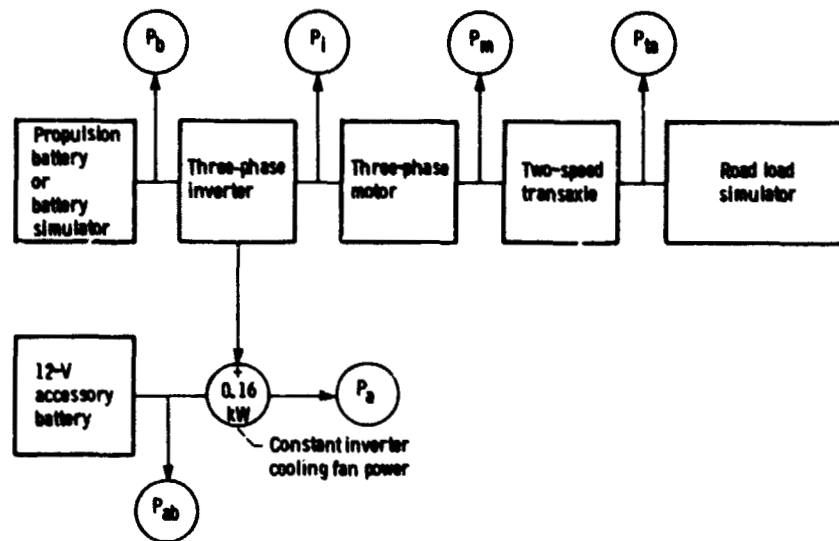 P_b
P_i
P_m
P_ta
Propulsion
battery
or
battery
simulator
Three-phase
inverter
Three-phase
motor
Two-speed
transaxle
Road load
simulator
12-V
accessory
battery
+
0.16
kW
P_a
Constant inverter
cooling fan power
P_ab